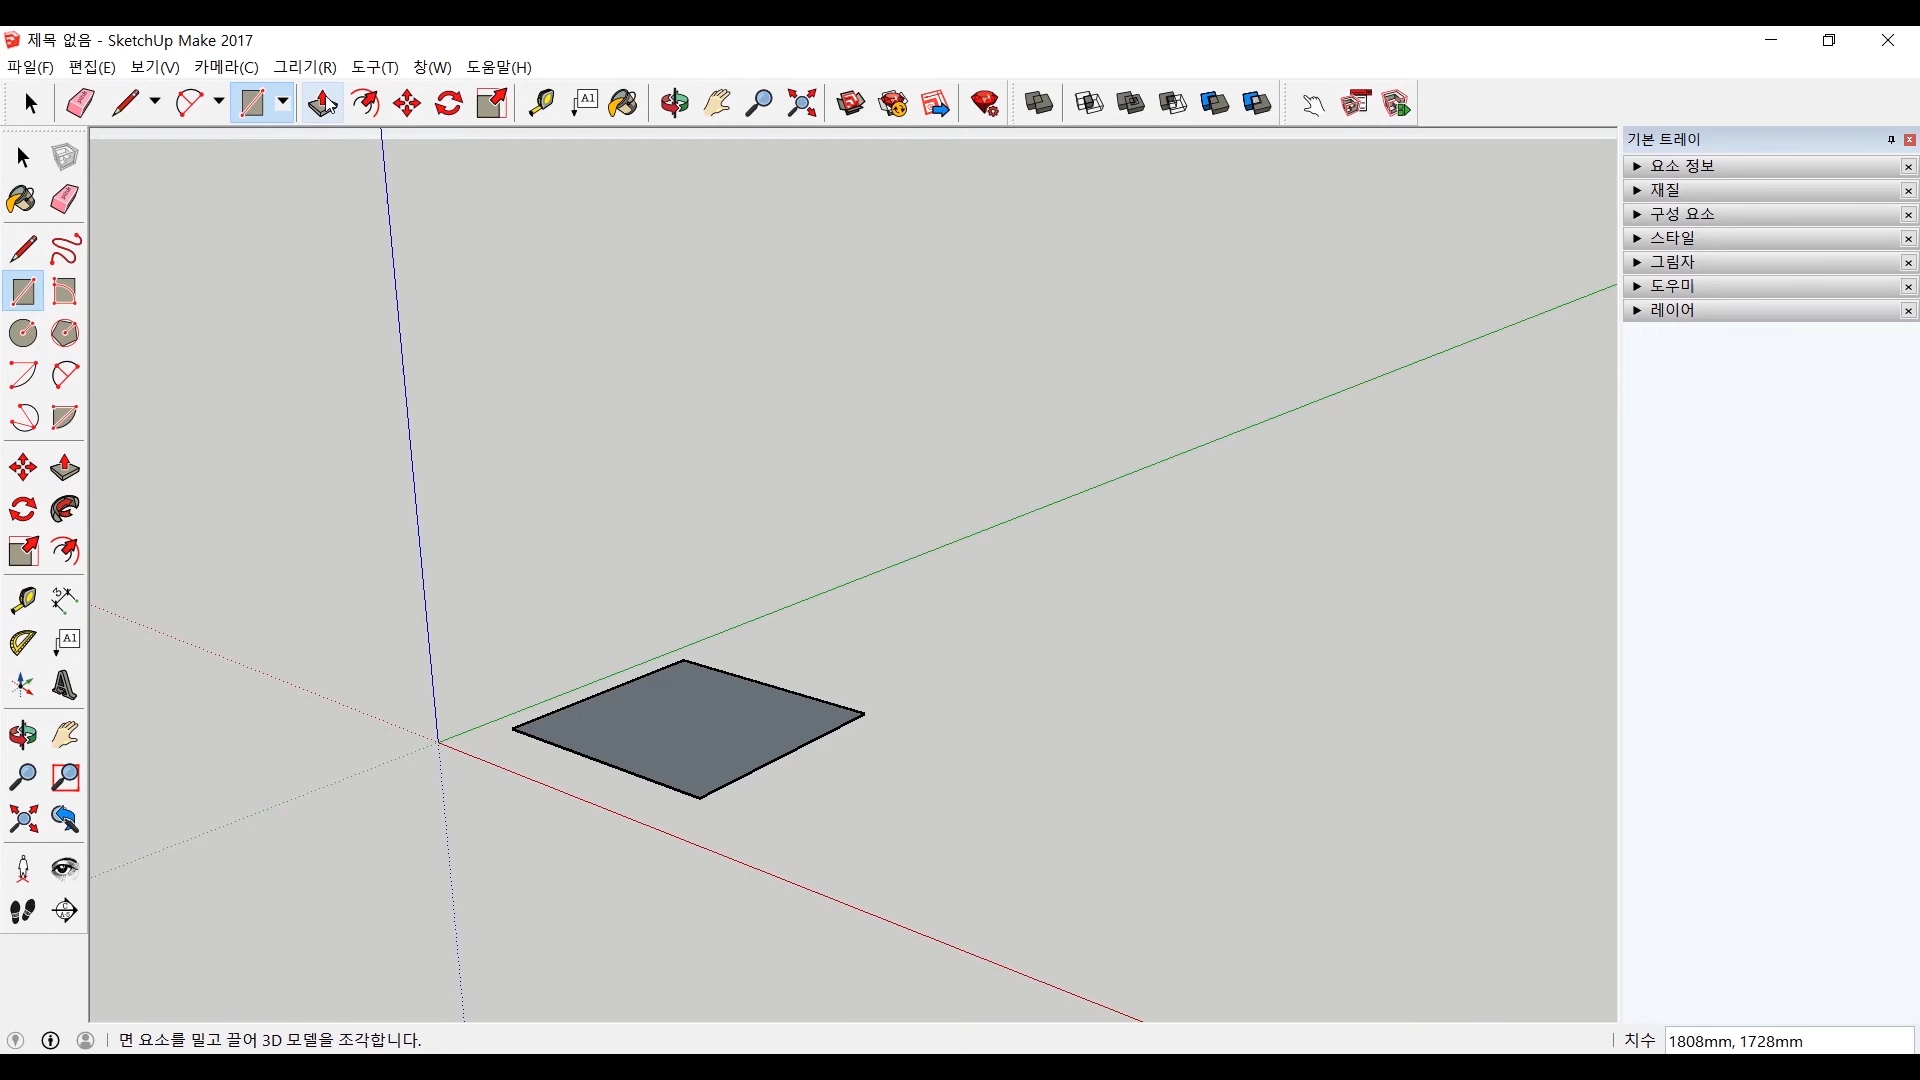 제목 없음 - SketchUp Make 2017
파일(F) 편집(E) 보기(V) 카메라(C) 그리기(R) 도구(T) 창(W) 도움말(H)
A1
기본 트레이
요소 정보
재질
구성 요소
스타일
그림자
도우미
레이어
A1
면 요소를 밀고 끌어 3D 모델을 조각합니다.
치수 1808mm, 1728mm